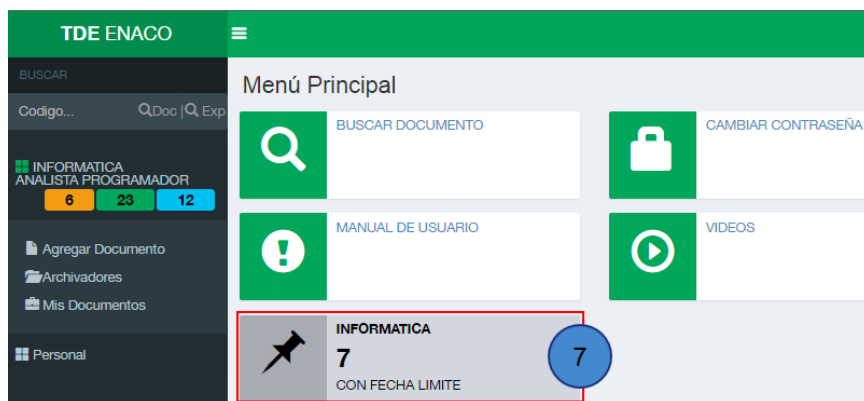 TDE ENACO
BUSCAR
Codigo... Doc | Exp
INFORMATICA
ANALISTA PROGRAMADOR
6 23 12
Agregar Documento
Archivadores
Mis Documentos
Personal
Menú Principal
BUSCAR DOCUMENTO
CAMBIAR CONTRASEÑA
MANUAL DE USUARIO
VIDEOS
INFORMATICA
7
CON FECHA LIMITE
7